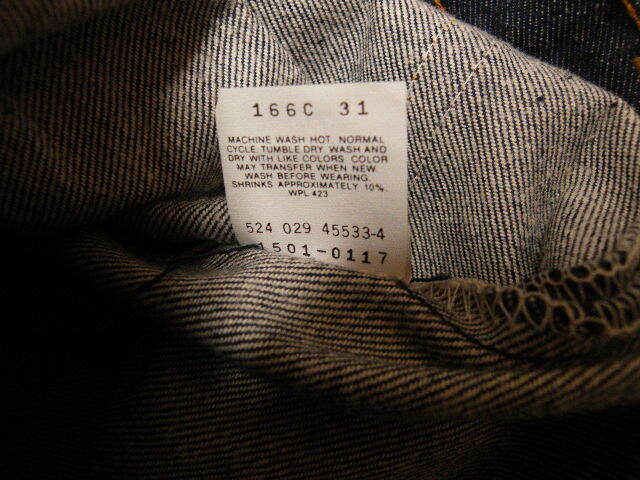 166C 31
MACHINE WASH HOT, NORMAL
CYCLE, TUMBLE DRY. WASH AND
DRY WITH LIKE COLORS. COLOR
MAY TRANSFER WHEN NEW
WASH BEFORE WEARING.
SHRINKS APPROXIMATELY 10%.
WPL 423
524 029 45533-4
1501-0117